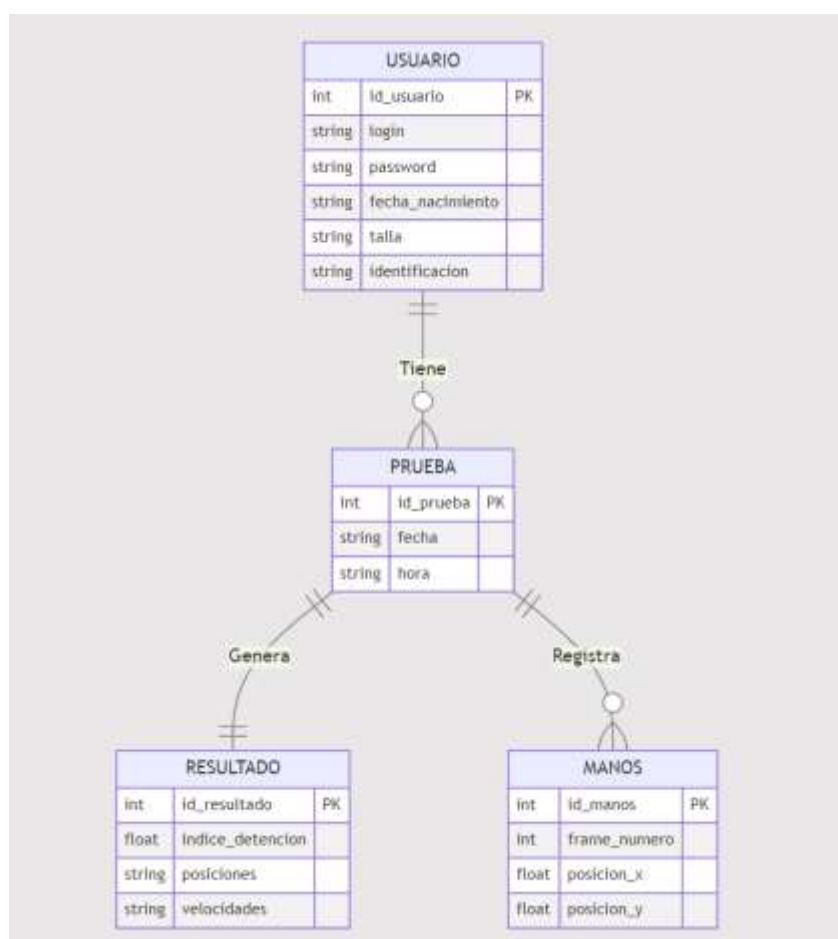 USUARIO
int id_usuario PK
string login
string password
string fecha_nacimiento
string talla
string identificacion
Tiene
PRUEBA
int id_prueba PK
string fecha
string hora
Genera
Registra
RESULTADO
int id_resultado PK
float indice_detencion
string posiciones
string velocidades
MANOS
int id_manos PK
int frame_numero
float posicion_x
float posicion_y